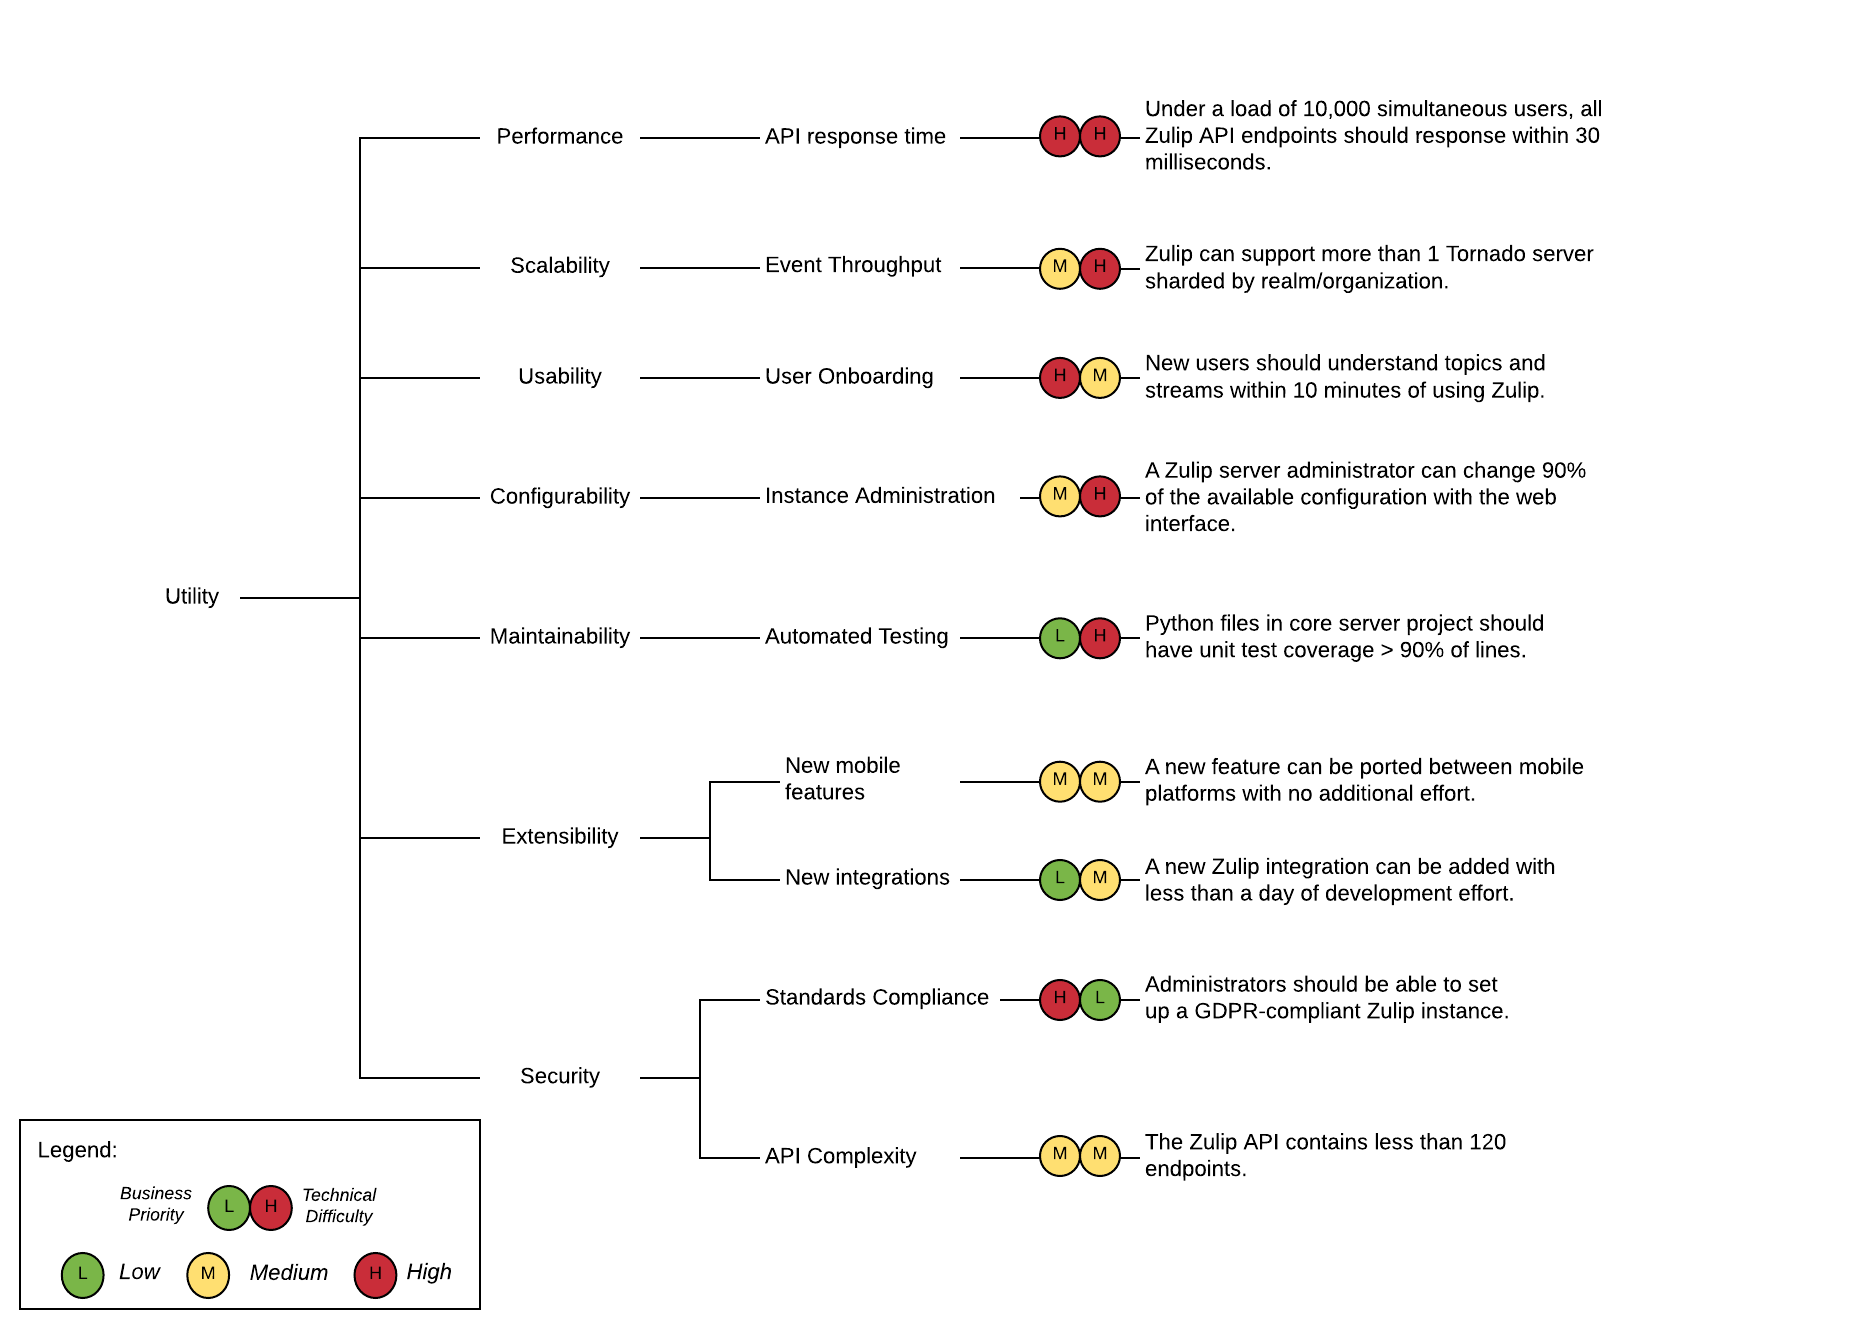 Under a load of 10,000 simultaneous users, all
Performance API response time H H Zulip API endpoints should response within 30
milliseconds.
Zulip can support more than 1 Tornado server
Scalability Event Throughput M H
sharded by realm/organization.
New users should understand topics and
Usability User Onboarding H M
streams within 10 minutes of using Zulip.
A Zulip server administrator can change 90%
Configurability Instance Administration M H of the available configuration with the web
interface.
Utility
Python files in core server project should
Maintainability Automated Testing L H
have unit test coverage > 90% of lines.
New mobile
features
M M
A new feature can be ported between mobile
platforms with no additional effort.
Extensibility
New integrations L M
A new Zulip integration can be added with
less than a day of development effort.
Standards Compliance H L
Administrators should be able to set
up a GDPR-compliant Zulip instance.
Security
API Complexity M M
The Zulip API contains less than 120
endpoints.
Legend:
Business
Priority
L H
Technical
Difficulty
L Low M Medium H High